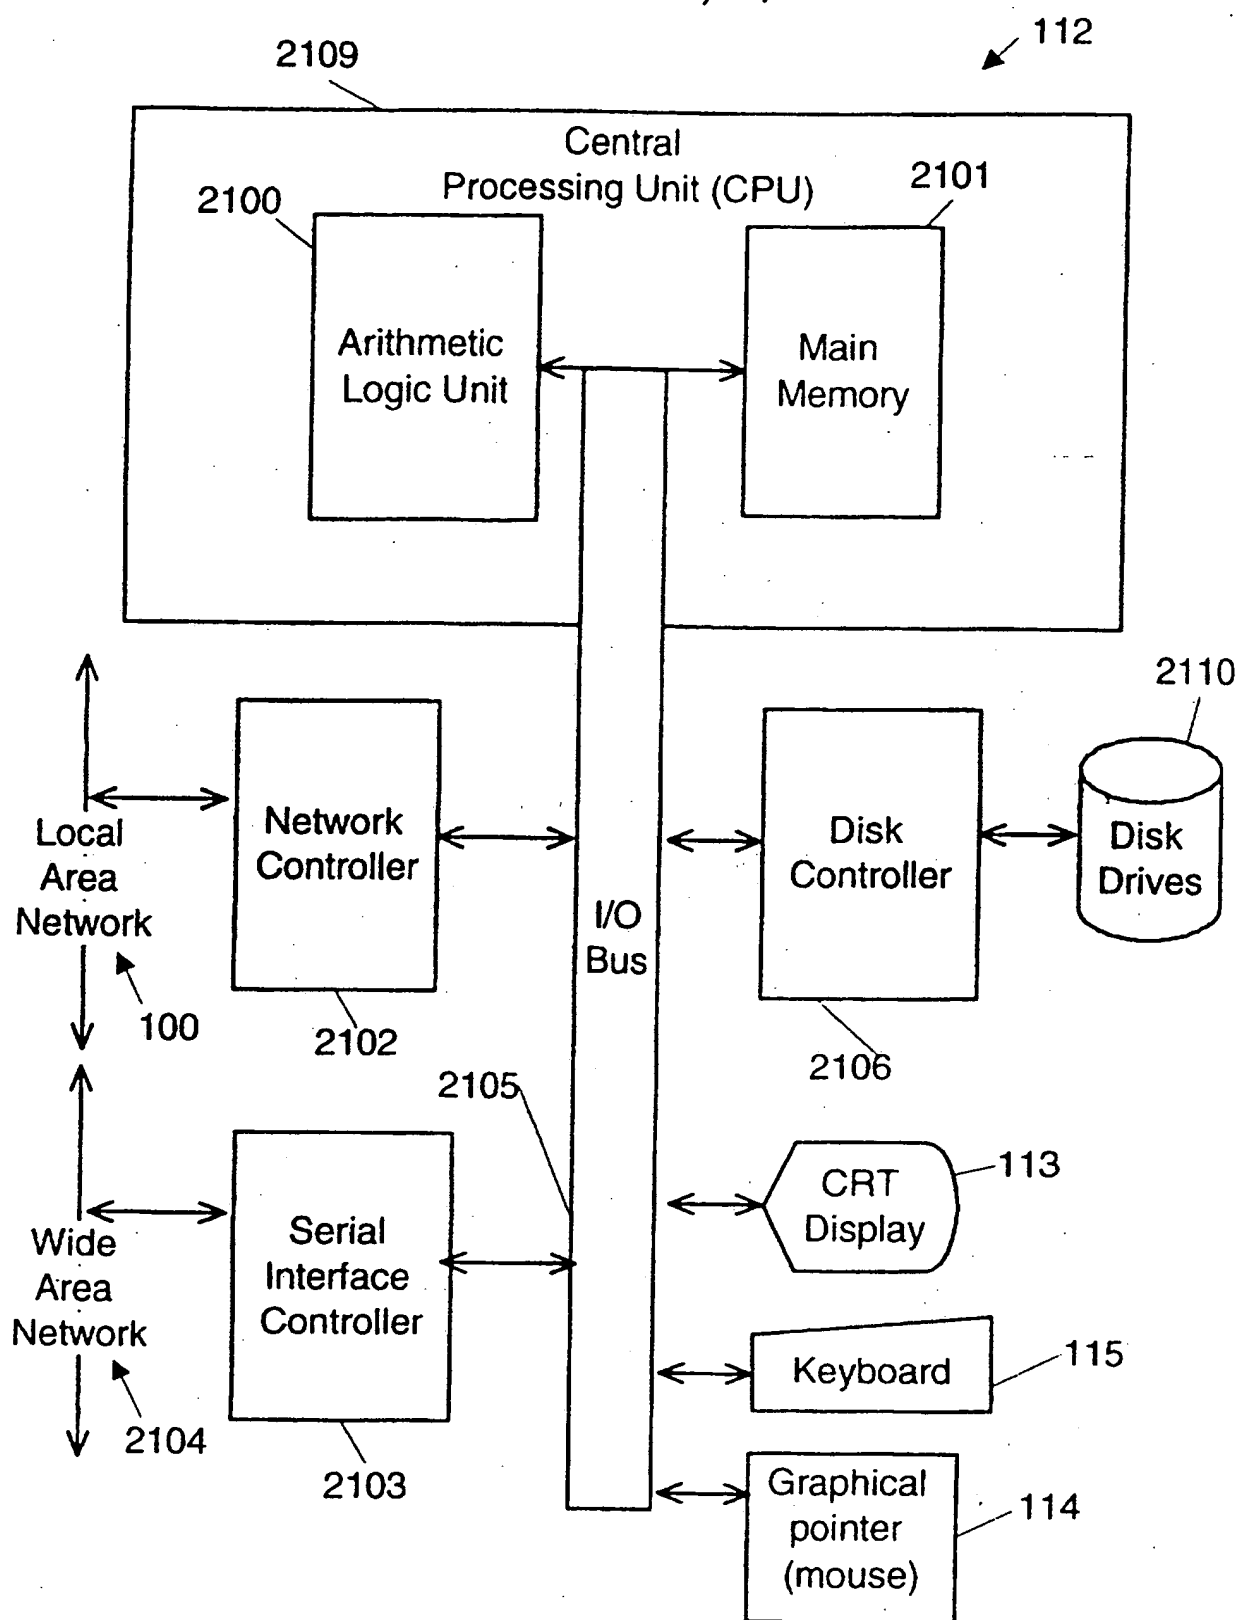 112
2109
Central
Processing Unit (CPU)
2100
2101
Arithmetic
Logic Unit
Main
Memory
2110
Network
Controller
Disk
Controller
Disk
Drives
Local
Area
Network
100
2102
I/O
Bus
2106
2105
Serial
Interface
Controller
Wide
Area
Network
2104
2103
CRT
Display
113
Keyboard
115
Graphical
pointer
(mouse)
114